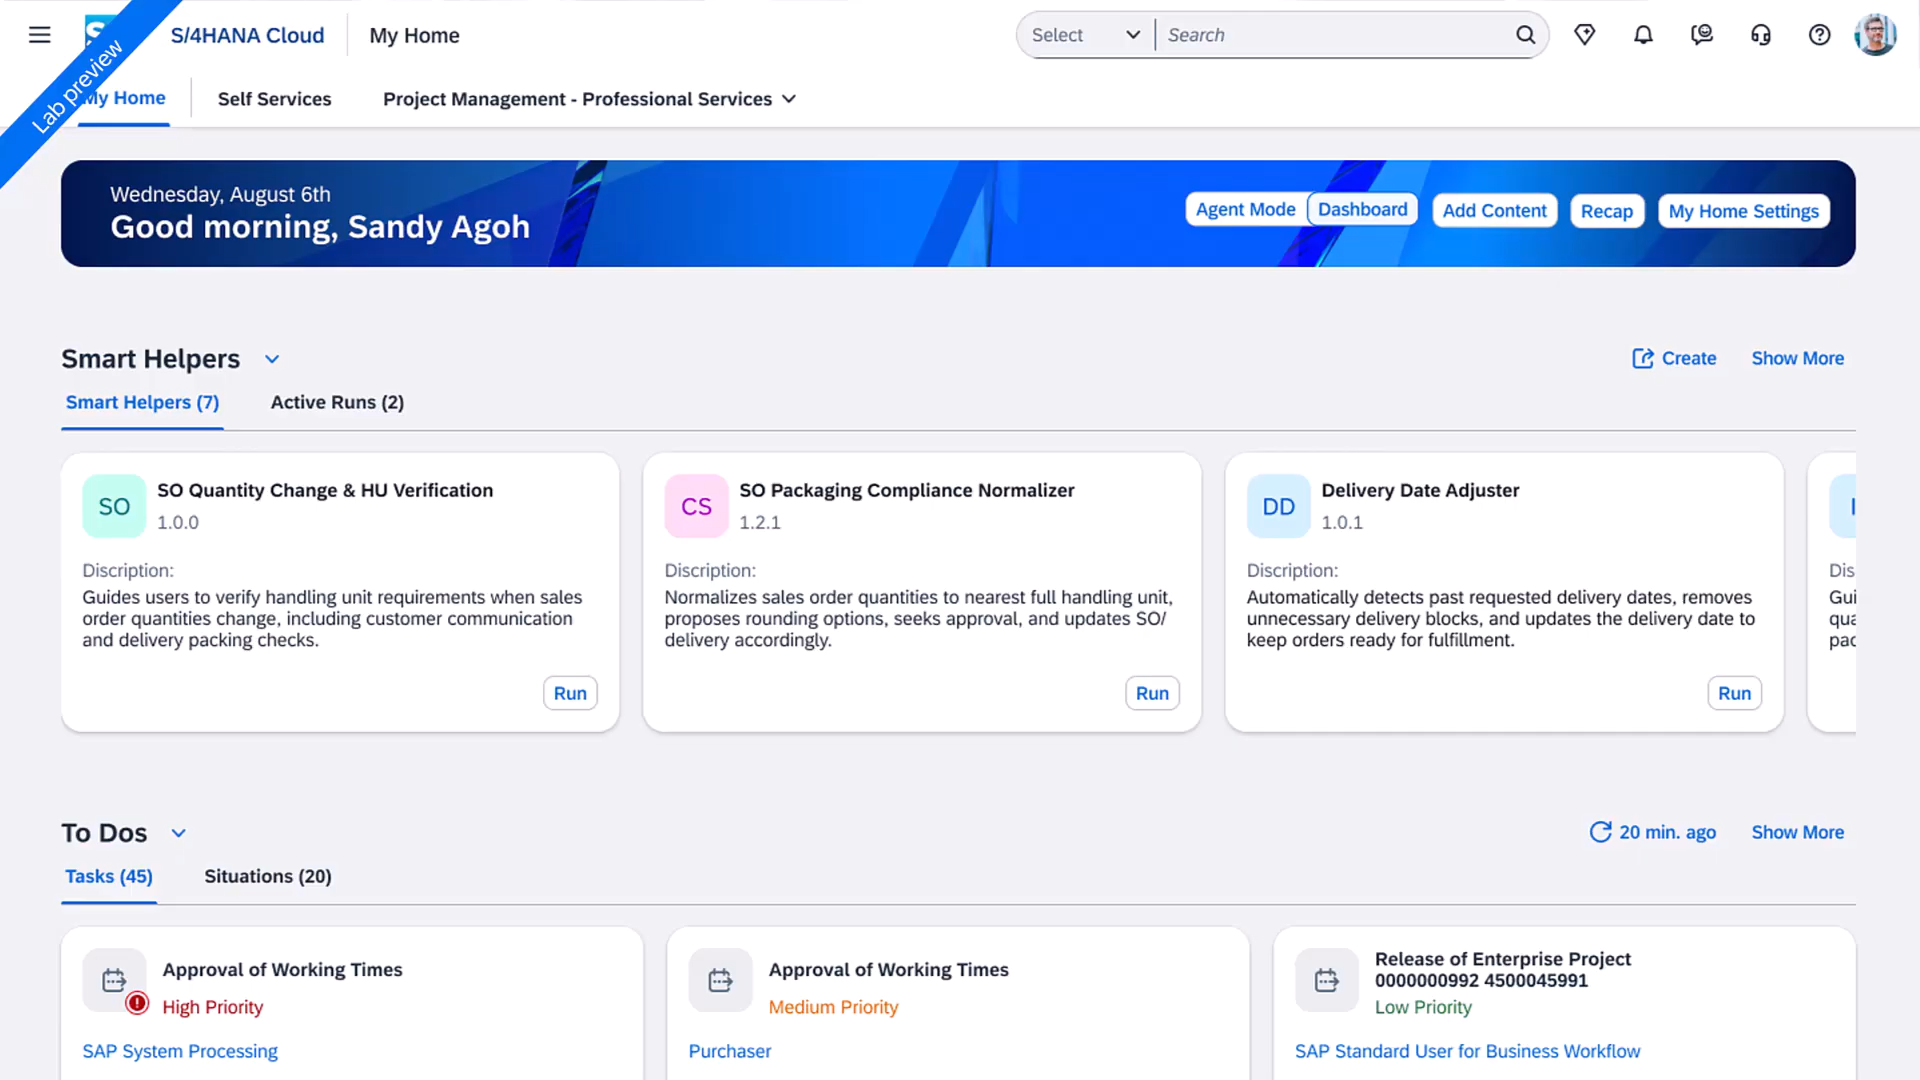 Lab preview
S/4HANA Cloud
My Home
Select
Search
My Home
Self Services
Project Management - Professional Services
Wednesday, August 6th
Good morning, Sandy Agoh
Agent Mode
Dashboard
Add Content
Recap
My Home Settings
Smart Helpers
Create
Show More
Smart Helpers (7)
Active Runs (2)
SO
SO Quantity Change & HU Verification
1.0.0
Discription:
Guides users to verify handling unit requirements when sales
order quantities change, including customer communication
and delivery packing checks.
Run
CS
SO Packaging Compliance Normalizer
1.2.1
Discription:
Normalizes sales order quantities to nearest full handling unit,
proposes rounding options, seeks approval, and updates SO/
delivery accordingly.
Run
DD
Delivery Date Adjuster
1.0.1
Discription:
Automatically detects past requested delivery dates, removes
unnecessary delivery blocks, and updates the delivery date to
keep orders ready for fulfillment.
Run
Dis
Gui
qua
pac
To Dos
20 min. ago
Show More
Tasks (45)
Situations (20)
Approval of Working Times
High Priority
SAP System Processing
Approval of Working Times
Medium Priority
Purchaser
Release of Enterprise Project
0000000992 4500045991
Low Priority
SAP Standard User for Business Workflow